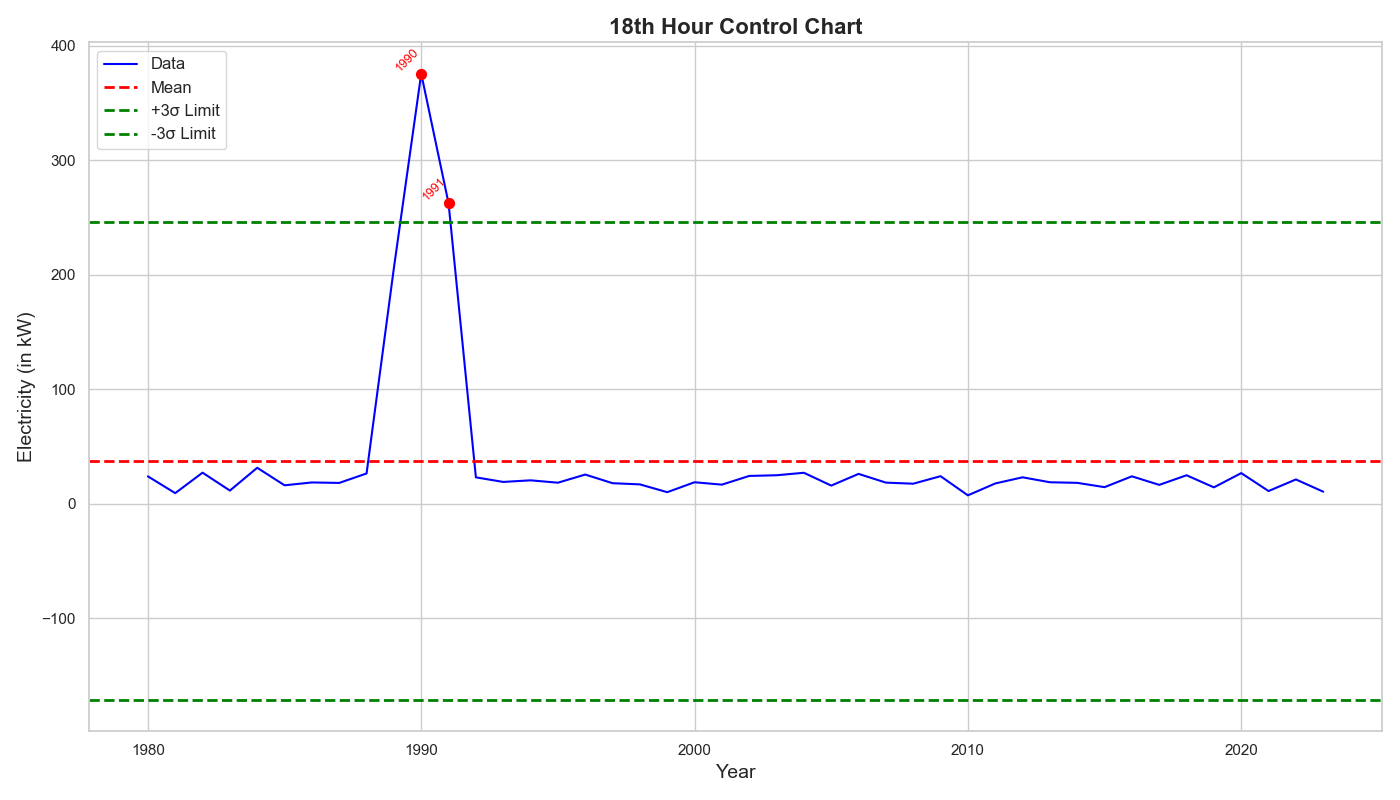 18th Hour Control Chart
Data
Mean
+3σ Limit
-3σ Limit
1990
1991
Electricity (in kW)
400
300
200
100
0
−100
1980
1990
2000
2010
2020
Year